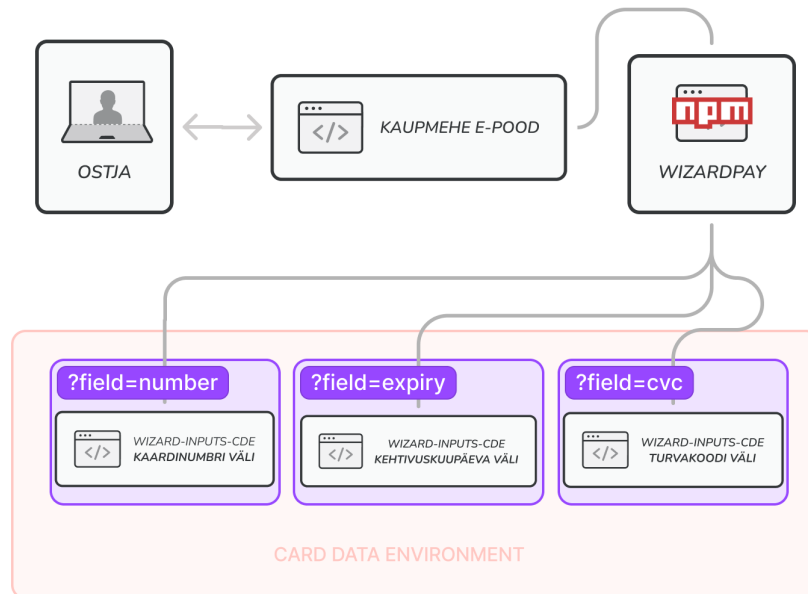 OSTJA
KAUPMEHE E-POOD
npm
WIZARDPAY
?field=number
?field=expiry
?field=cvc
WIZARD-INPUTS-CDE
KAARDINUMBRI VÄLI
WIZARD-INPUTS-CDE
KEHTIVUSKUUPÄEVA VÄLI
WIZARD-INPUTS-CDE
TURVAKOODI VÄLI
CARD DATA ENVIRONMENT